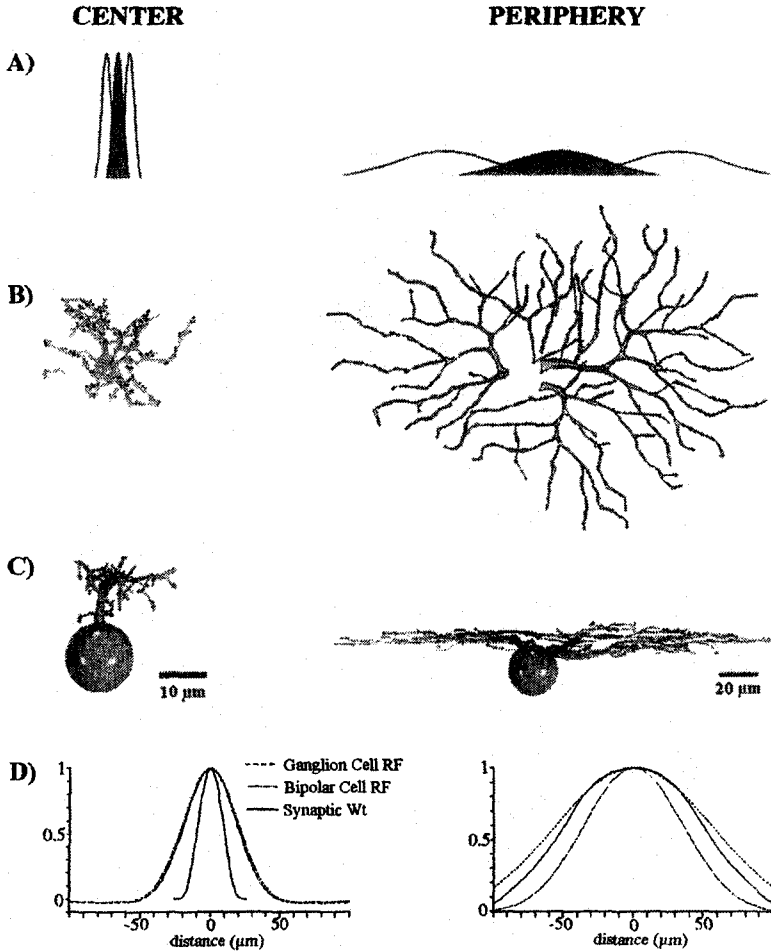 CENTER PERIPHERY
A)
B)
C)
10 µm
20 µm
D)
1
0.5
0
-50 0 50
distance (µm)
Ganglion Cell RF
Bipolar Cell RF
Synaptic Wt
1
0.5
0
-50 0 50
distance (µm)